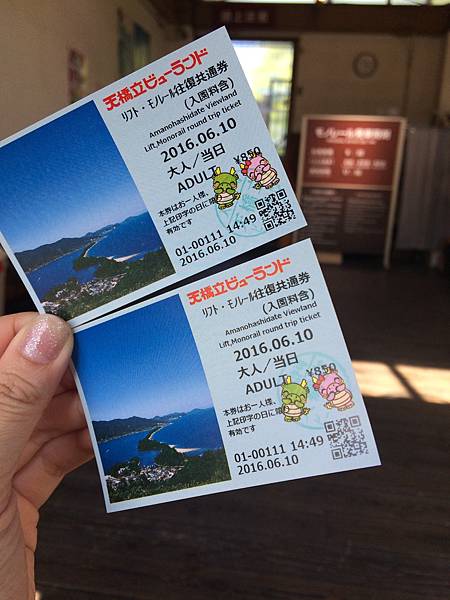 天橋立ビューランド
リフト・モノレール往復共通券
(入園料含)
Amanohashidate Viewland
Lift,Monorail round trip ticket
2016.06.10
大人／当日
ADULT ¥850
本券はお一人様、
上記印字の日に限
有効です
01-00111 14:49
2016.06.10
天橋立ビューランド
リフト・モノレール往復共通券
(入園料含)
Amanohashidate Viewland
Lift,Monorail round trip ticket
2016.06.10
大人／当日
ADULT ¥850
本券はお一人様、
上記印字の日に限
有効です
01-00111 14:49
2016.06.10